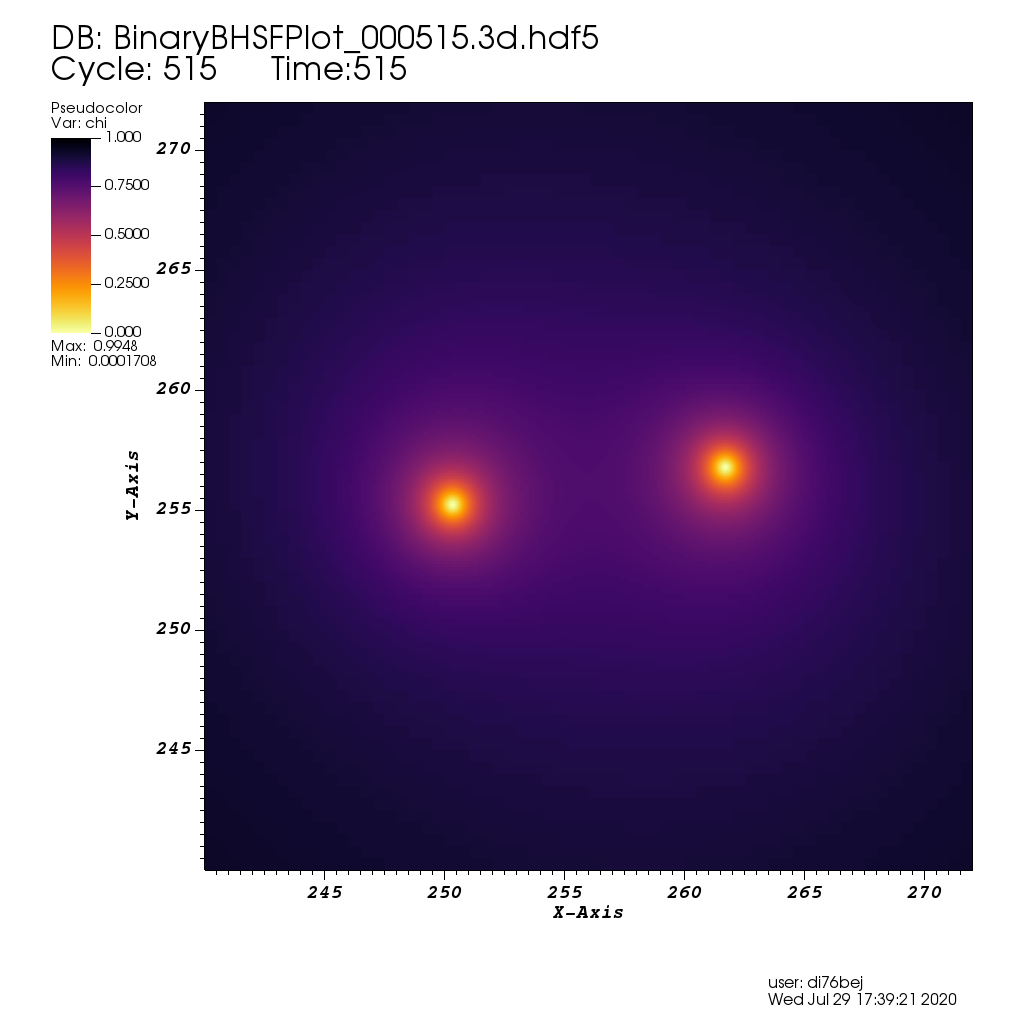 DB: BinaryBHSFPlot_000515.3d.hdf5
Cycle: 515 Time:515
Pseudocolor
Var: chi
1.000
0.7500
0.5000
0.2500
0.000
Max: 0.9948
Min: 0.0001708
270
265
260
255
250
245
Y-Axis
245 250 255 260 265 270
X-Axis
user: di76bej
Wed Jul 29 17:39:21 2020